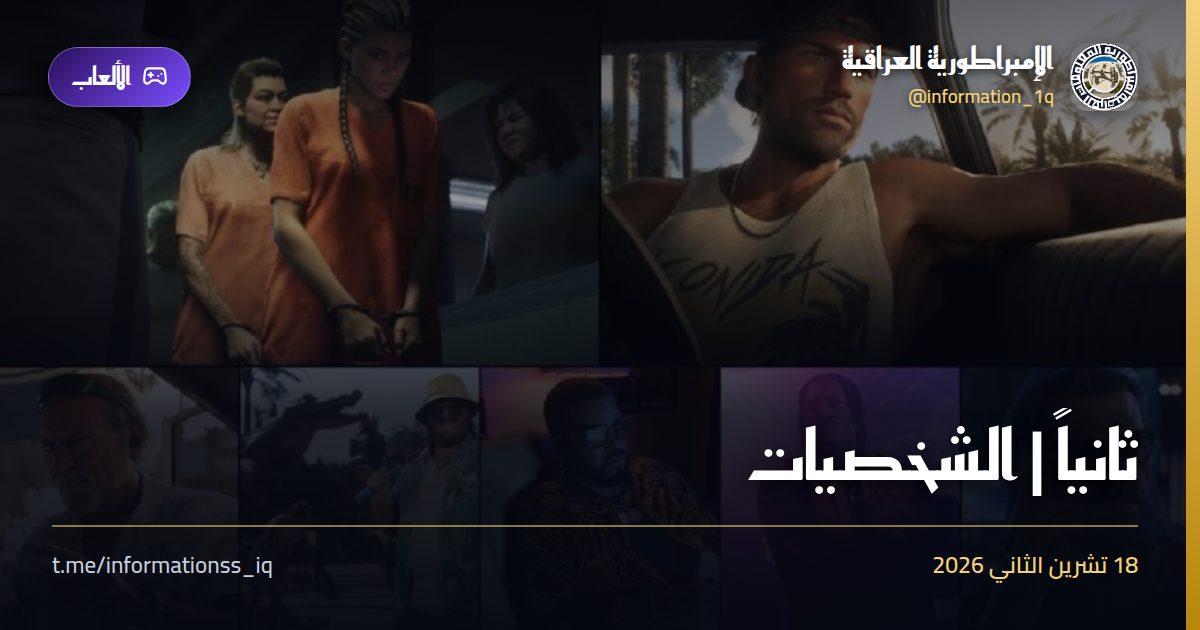 الإمبراطورية العراقية
@information_1q
الألعاب
ثانياً | الشخصيات
18 تشرين الثاني 2026
t.me/informationss_iq